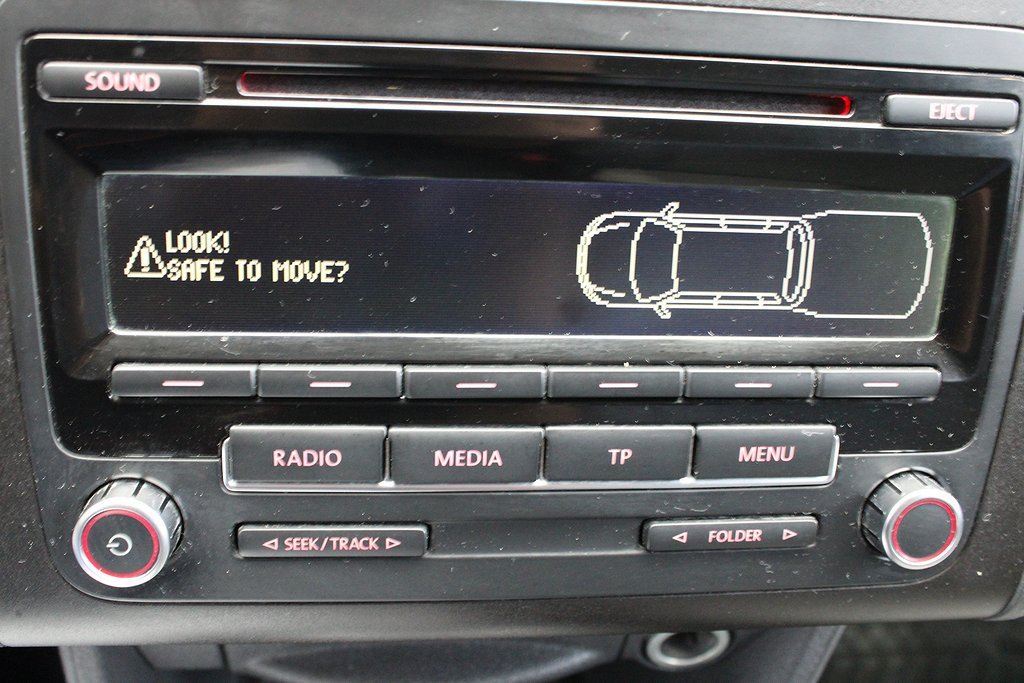 SOUND
EJECT
LOOK!
SAFE TO MOVE?
RADIO
MEDIA
TP
MENU
SEEK/TRACK
FOLDER